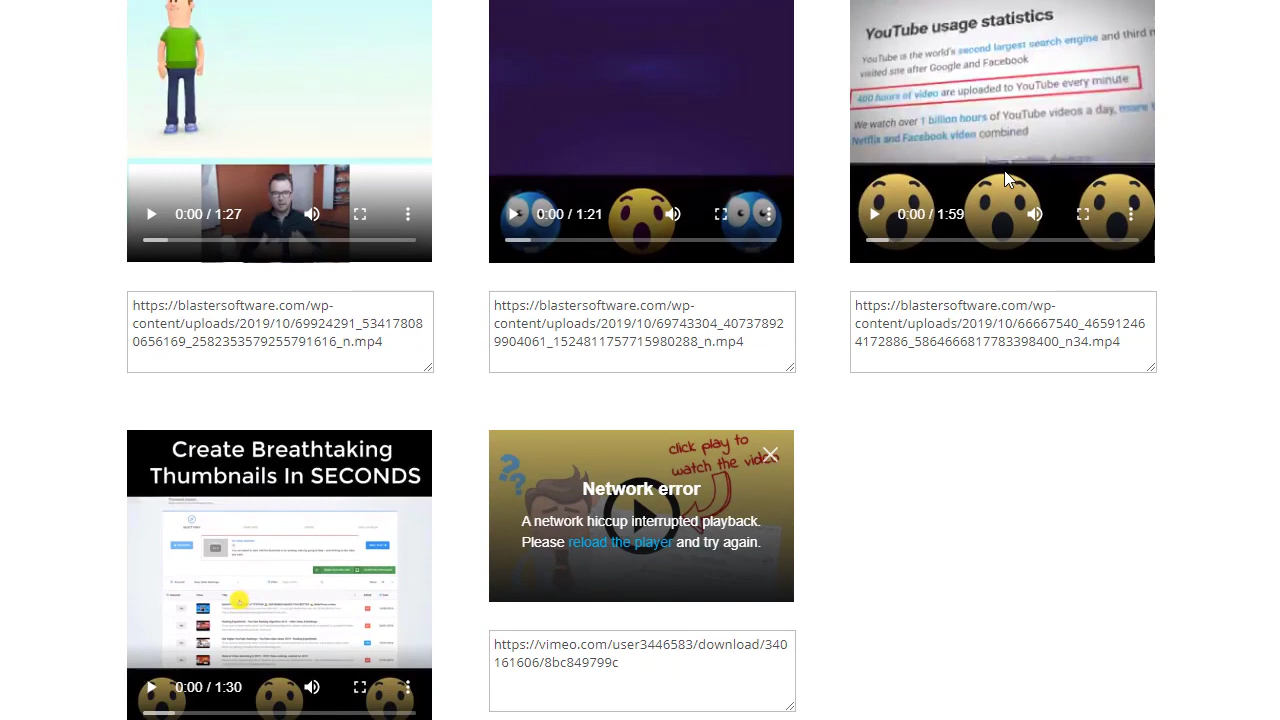 YouTube usage statistics
YouTube is the world's second largest search engine and third m
visited site after Google and Facebook
400 hours of video are uploaded to YouTube every minute
We watch over 1 billion hours of YouTube videos a day, more
Netflix and Facebook video combined
0:00 / 1:27
0:00 / 1:21
0:00 / 1:59
https://blastersoftware.com/wp-
content/uploads/2019/10/69924291_53417808
0656169_2582353579255791616_n.mp4
https://blastersoftware.com/wp-
content/uploads/2019/10/69743304_40737892
9904061_1524811757715980288_n.mp4
https://blastersoftware.com/wp-
content/uploads/2019/10/66667540_46591246
4172886_5864666817783398400_n34.mp4
Create Breathtaking
Thumbnails In SECONDS
0:00 / 1:30
click play to
watch the video
Network error
A network hiccup interrupted playback.
Please reload the player and try again.
https://vimeo.com/user3446583/download/340
161606/8bc849799c